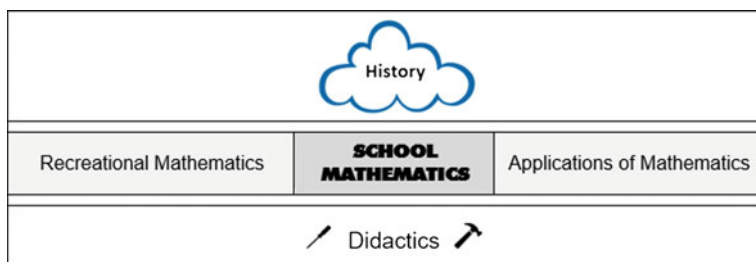 History
Recreational Mathematics
SCHOOL
MATHEMATICS
Applications of Mathematics
Didactics